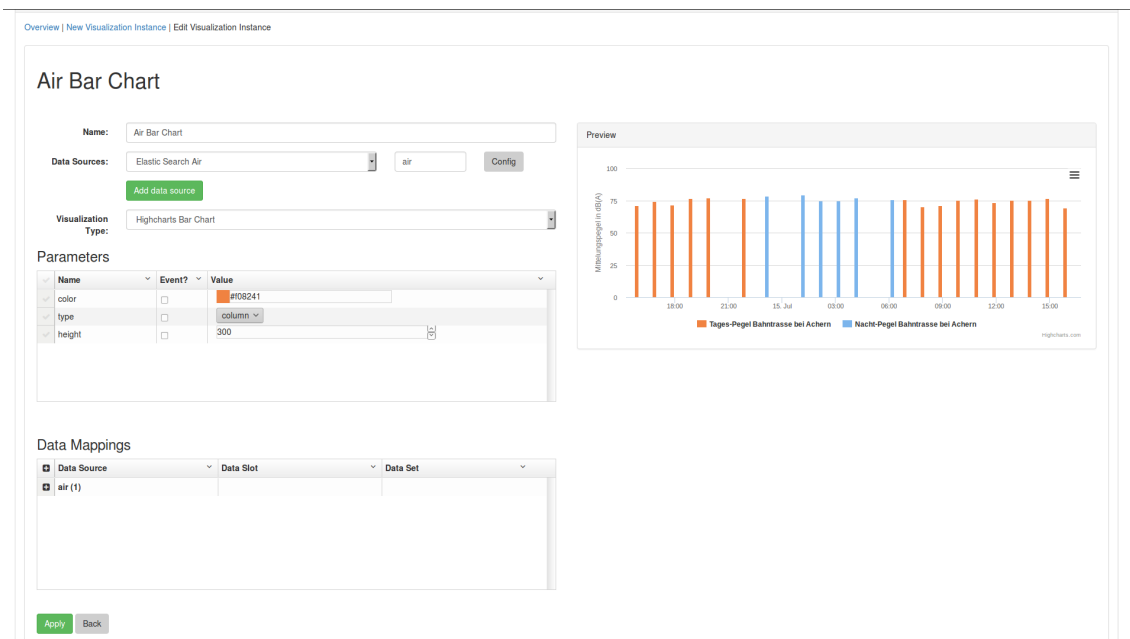 Overview | New Visualization Instance | Edit Visualization Instance
Air Bar Chart
Name: Air Bar Chart
Data Sources: Elastic Search Air air Config
Add data source
Visualization Type: Highcharts Bar Chart
Parameters
Name Event? Value
color #f08241
type column
height 300
Data Mappings
Data Source Data Slot Data Set
air (1)
Apply Back
Preview
Mittelungspegel in dB(A)
100
75
50
25
0
18:00 21:00 15. Jul 03:00 06:00 09:00 12:00 15:00
Tages-Pegel Bahntrasse bei Achern Nacht-Pegel Bahntrasse bei Achern
Highcharts.com